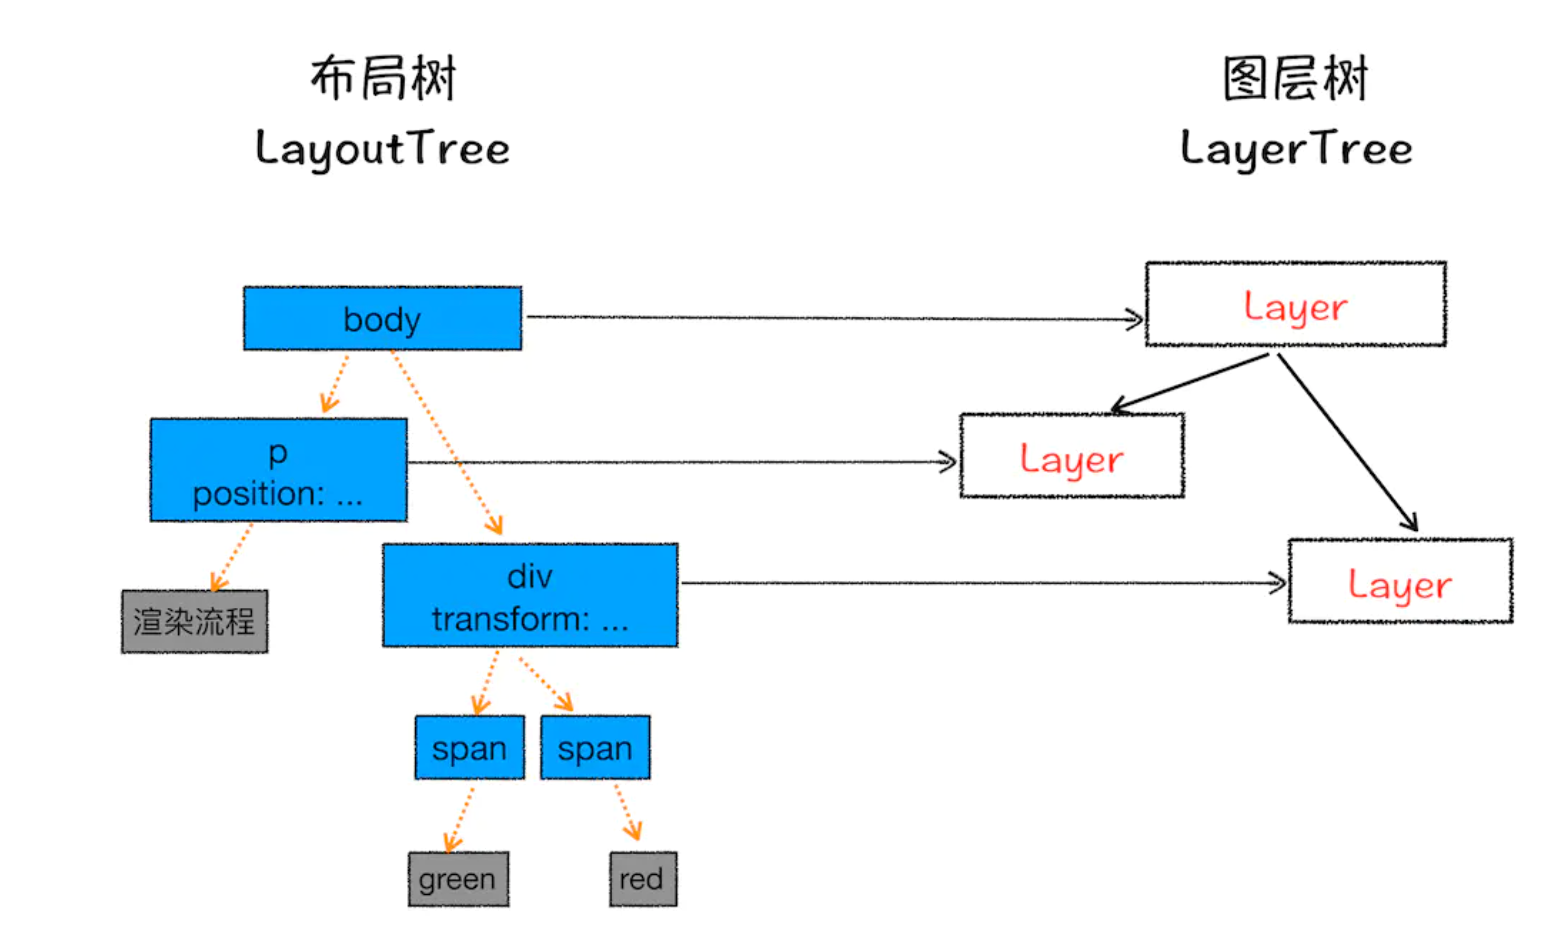 布局树
LayoutTree
图层树
LayerTree
body
Layer
p
position: ...
Layer
div
transform: ...
Layer
渲染流程
span
span
green
red